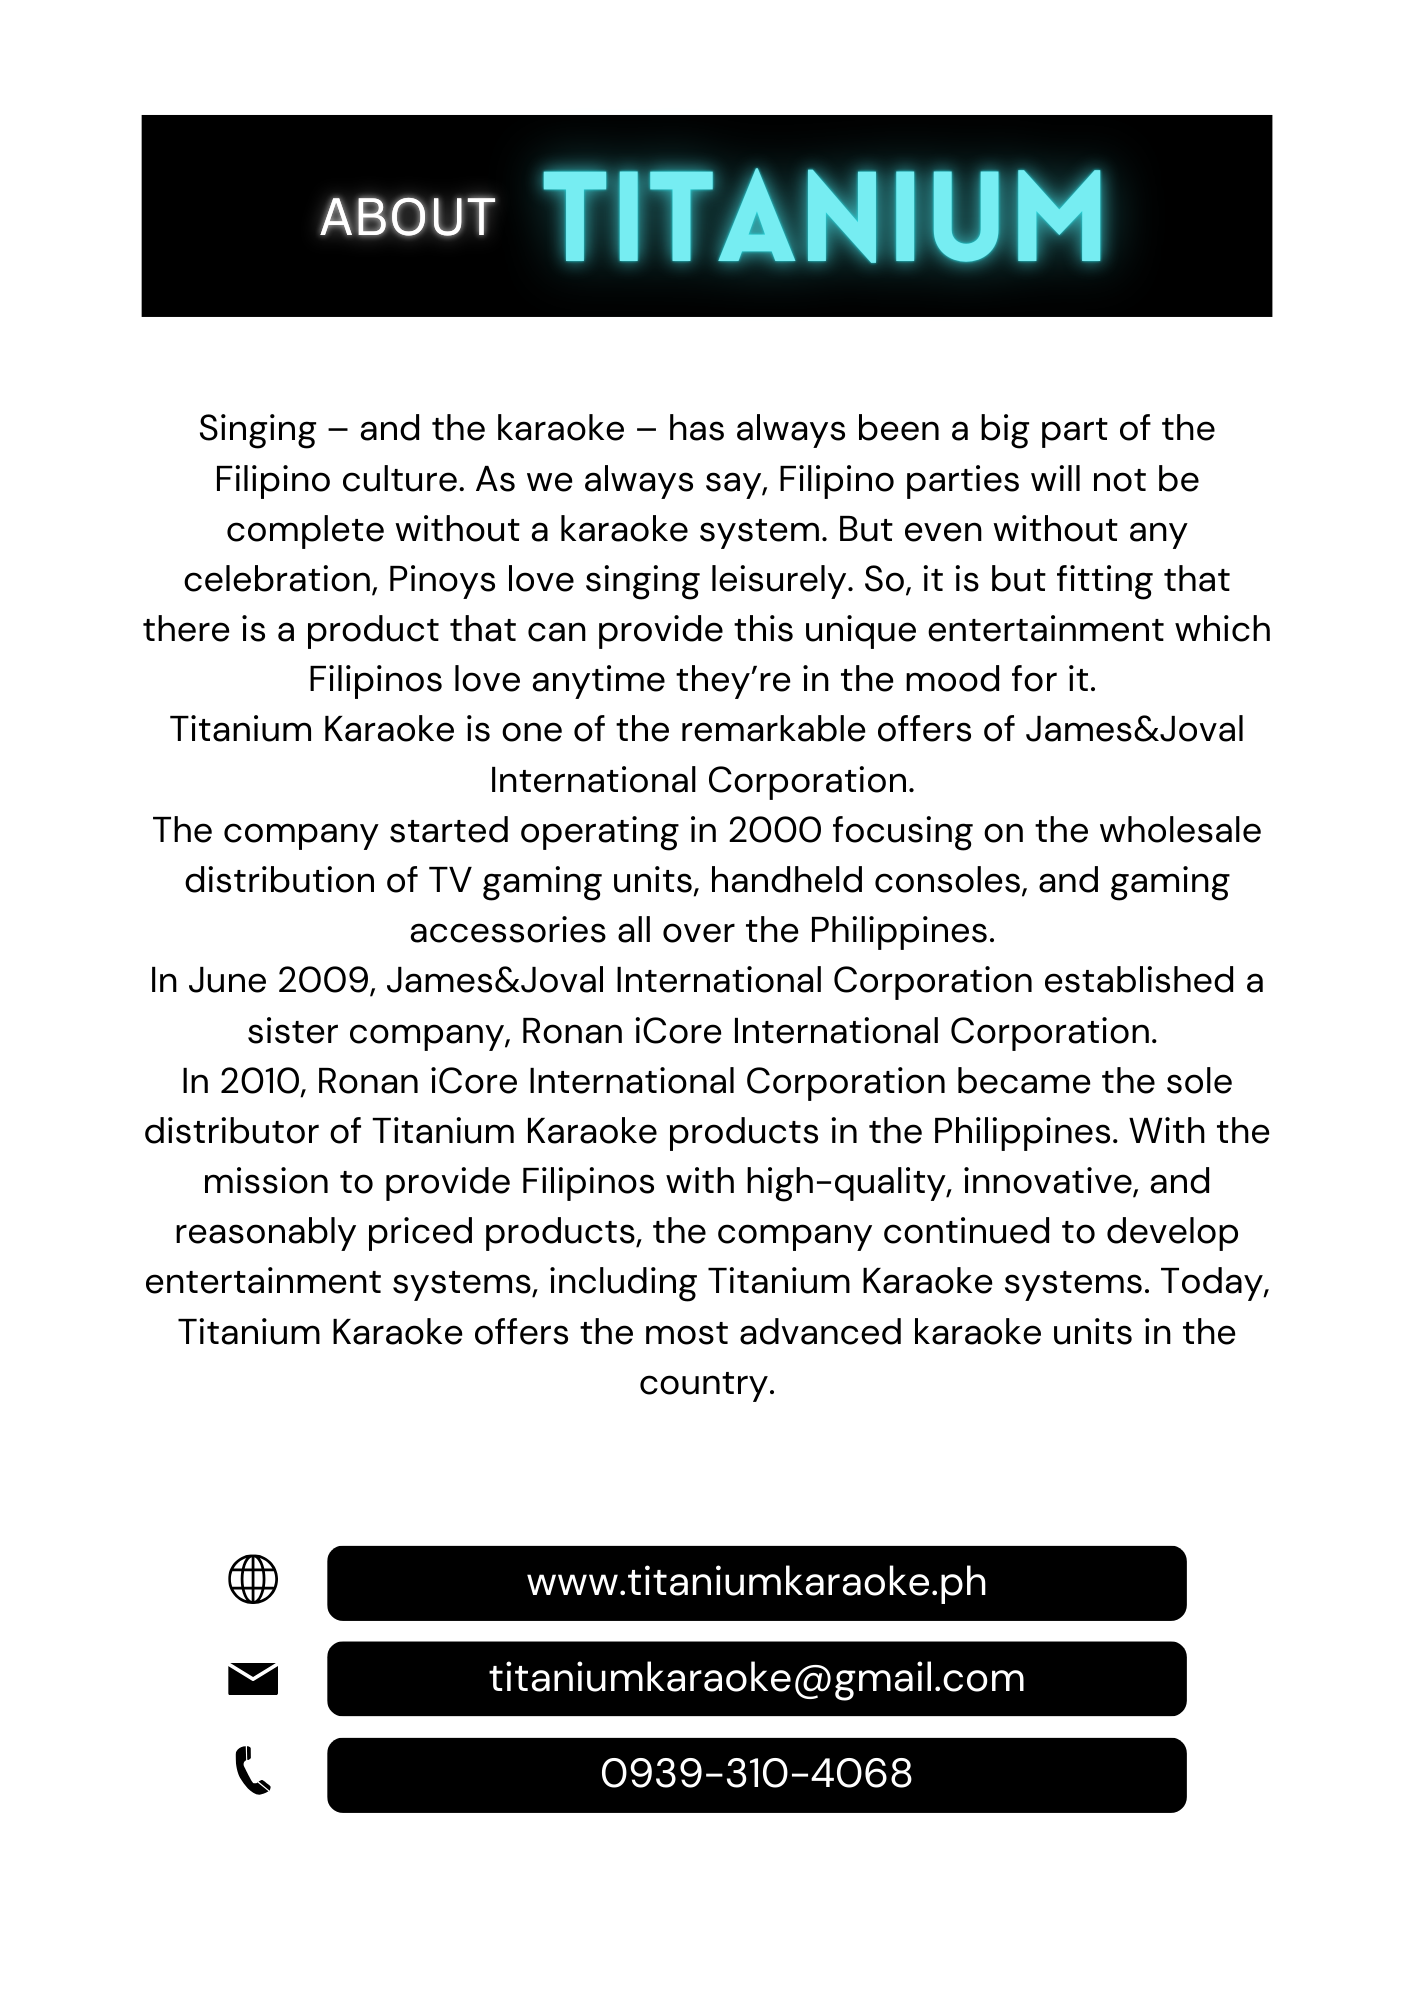 ABOUT TITANIUM
Singing – and the karaoke – has always been a big part of the
Filipino culture. As we always say, Filipino parties will not be
complete without a karaoke system. But even without any
celebration, Pinoys love singing leisurely. So, it is but fitting that
there is a product that can provide this unique entertainment which
Filipinos love anytime they’re in the mood for it.
Titanium Karaoke is one of the remarkable offers of James&Joval
International Corporation.
The company started operating in 2000 focusing on the wholesale
distribution of TV gaming units, handheld consoles, and gaming
accessories all over the Philippines.
In June 2009, James&Joval International Corporation established a
sister company, Ronan iCore International Corporation.
In 2010, Ronan iCore International Corporation became the sole
distributor of Titanium Karaoke products in the Philippines. With the
mission to provide Filipinos with high-quality, innovative, and
reasonably priced products, the company continued to develop
entertainment systems, including Titanium Karaoke systems. Today,
Titanium Karaoke offers the most advanced karaoke units in the
country.
www.titaniumkaraoke.ph
titaniumkaraoke@gmail.com
0939-310-4068